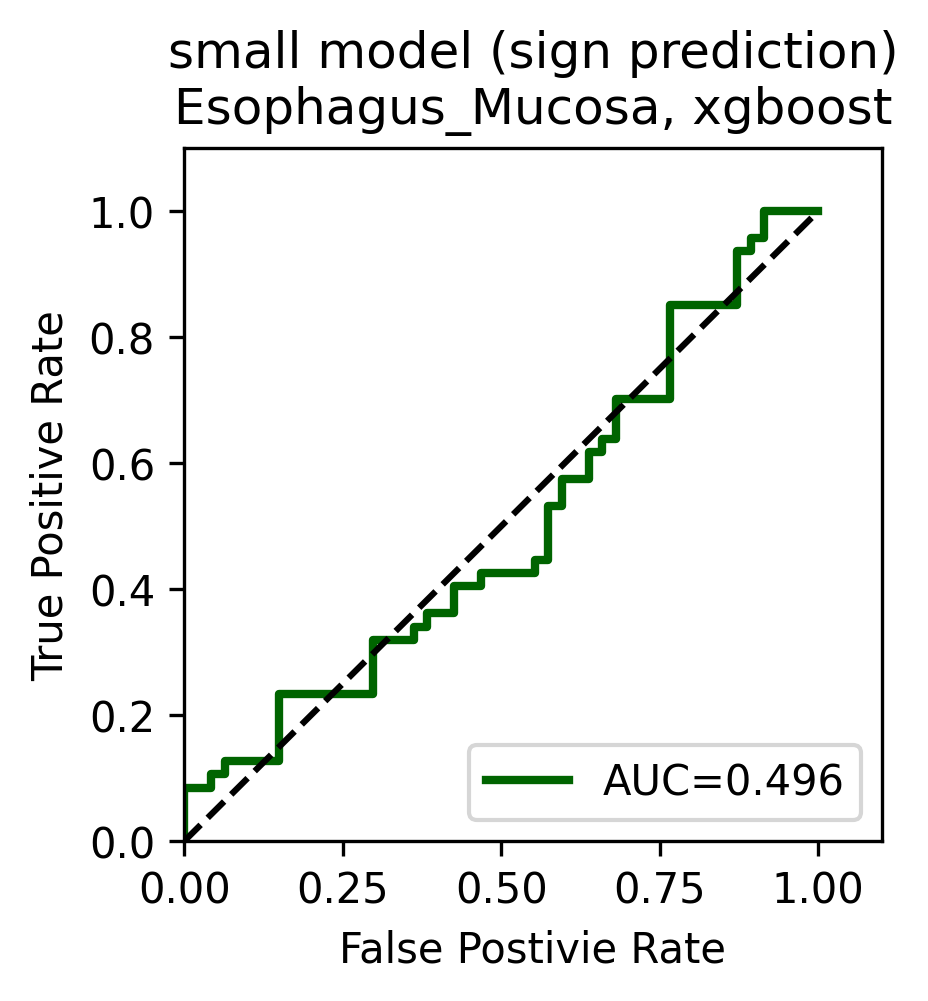 small model (sign prediction)
Esophagus_Mucosa, xgboost
1.0
0.8
0.6
0.4
0.2
0.0
True Positive Rate
AUC=0.496
0.00 0.25 0.50 0.75 1.00
False Postivie Rate